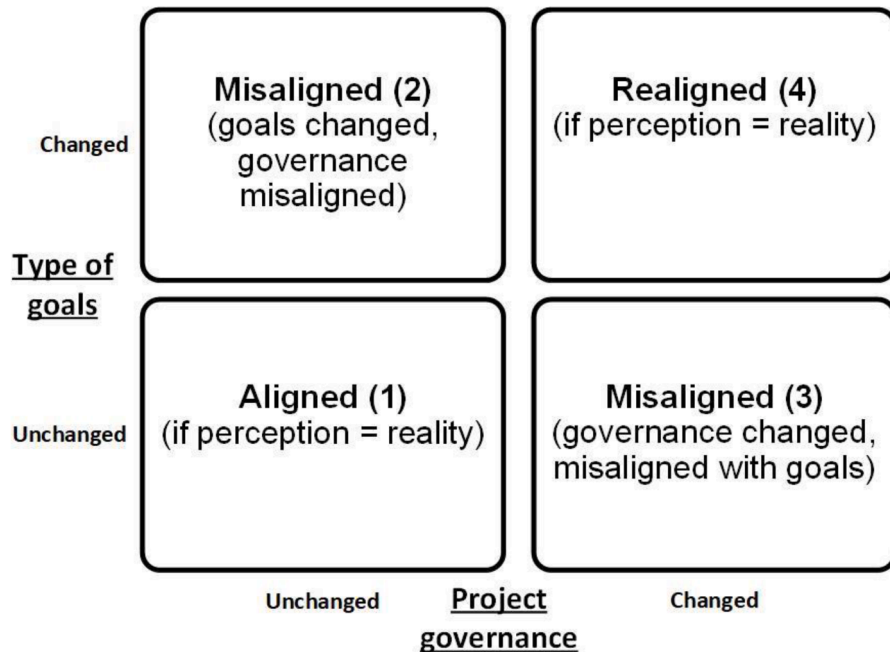 Misaligned (2)
(goals changed,
governance
misaligned)
Realigned (4)
(if perception = reality)
Changed
Type of
goals
Aligned (1)
(if perception = reality)
Misaligned (3)
(governance changed,
misaligned with goals)
Unchanged
Unchanged
Project
governance
Changed